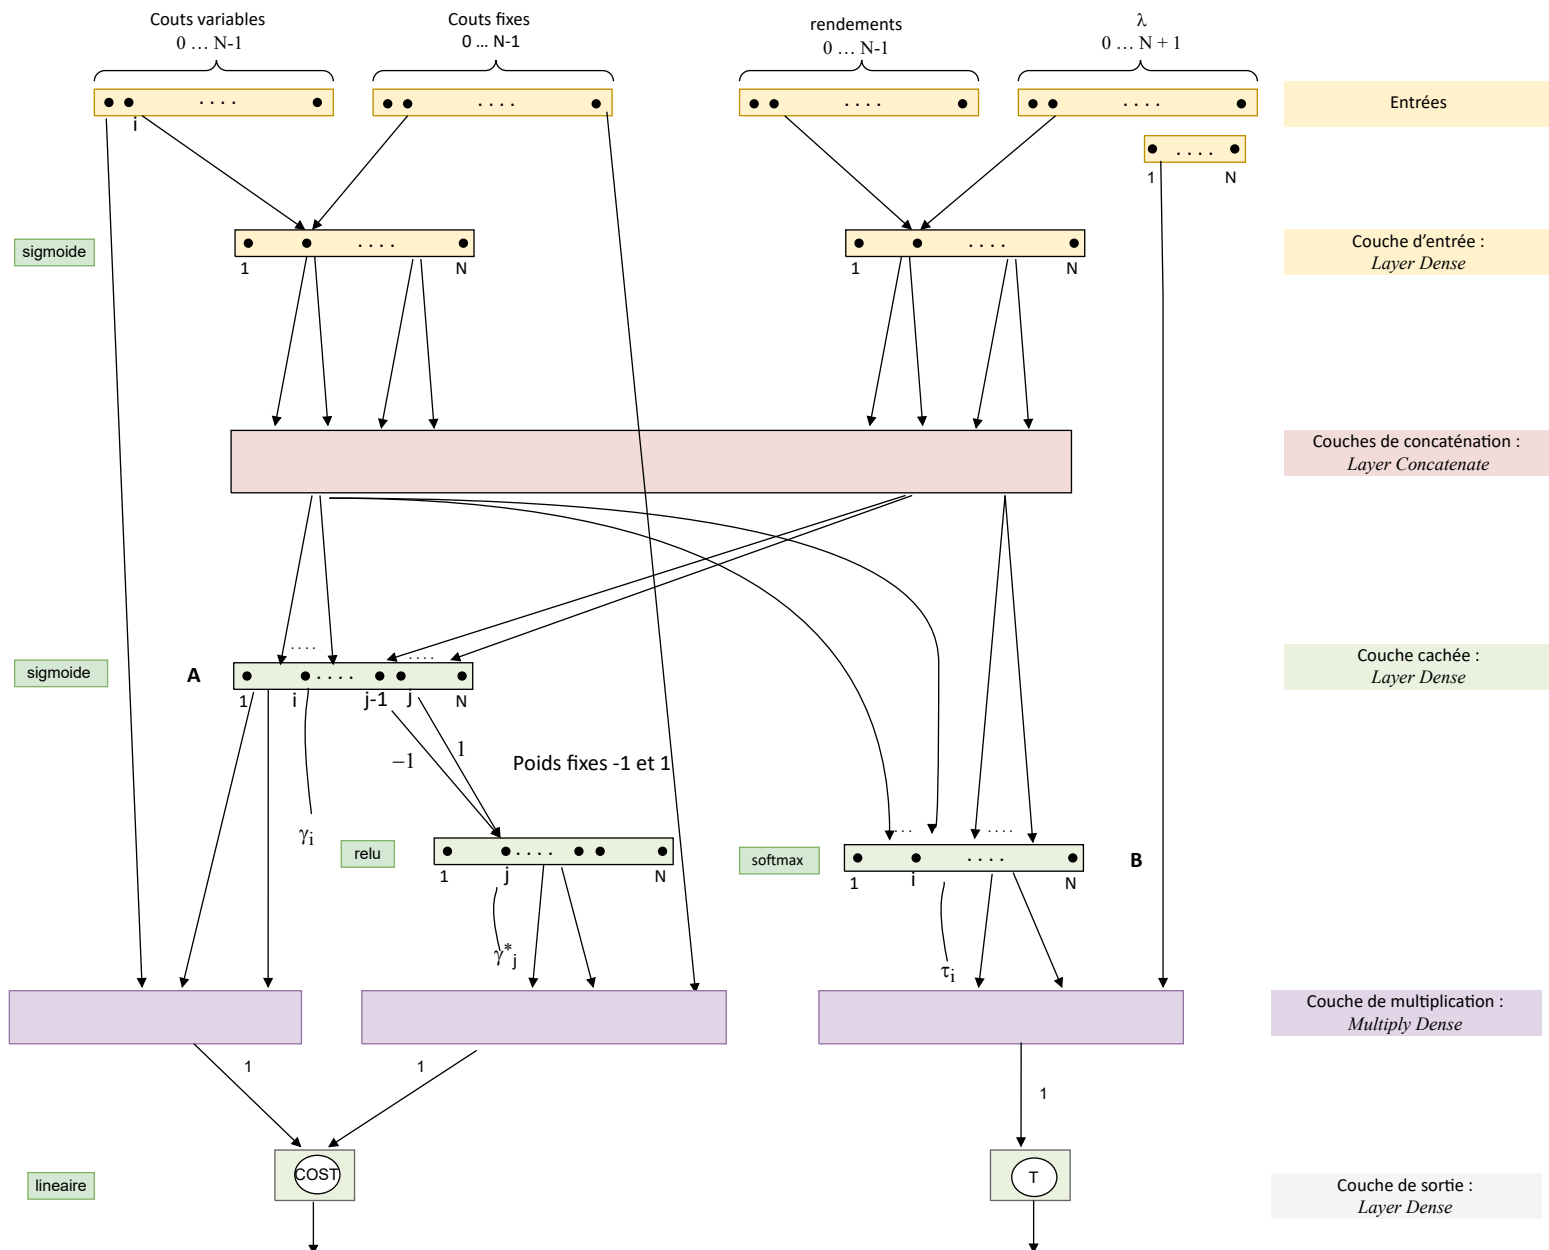 Couts variables
0 … N-1
Couts fixes
0 … N-1
rendements
0 … N-1
λ
0 … N + 1
. . . .
. . . .
. . . .
. . . .
Entrées
i
. . . .
1 N
sigmoide
. . . .
1 N
. . . .
1 N
Couche d’entrée :
Layer Dense
Couches de concaténation :
Layer Concatenate
sigmoide
A
. . . .
. . . .
. . . .
1 i j-1 j N
Couche cachée :
Layer Dense
−1
1
Poids fixes -1 et 1
γi
relu
. . . .
1 j N
γ*j
softmax
. . .
. . . .
. . . .
1 i N
B
τi
Couche de multiplication :
Multiply Dense
1
1
1
lineaire
COST
T
Couche de sortie :
Layer Dense